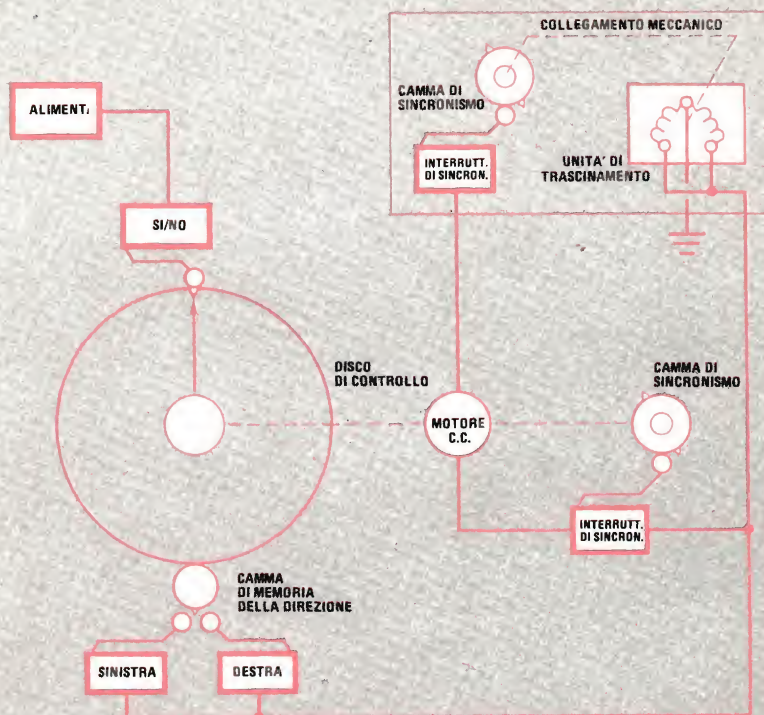 COLLEGAMENTO MECCANICO
CAMMA DI
SINCRONISMO
ALIMENT.
INTERRUTT.
DI SINCRON.
UNITA' DI
TRASCINAMENTO
SI/NO
DISCO
DI CONTROLLO
CAMMA DI
SINCRONISMO
MOTORE
C.C.
INTERRUTT.
DI SINCRON.
CAMMA
DI MEMORIA
DELLA DIREZIONE
SINISTRA
DESTRA